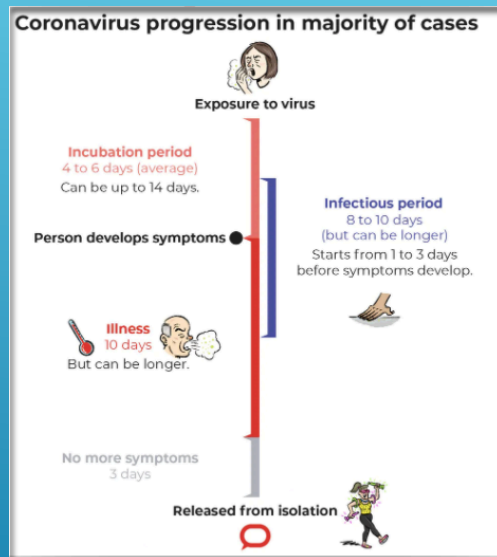 Coronavirus progression in majority of cases
Exposure to virus
Incubation period
4 to 6 days (average)
Can be up to 14 days.
Infectious period
8 to 10 days
(but can be longer)
Starts from 1 to 3 days
before symptoms develop.
Person develops symptoms
Illness
10 days
But can be longer.
No more symptoms
3 days
Released from isolation